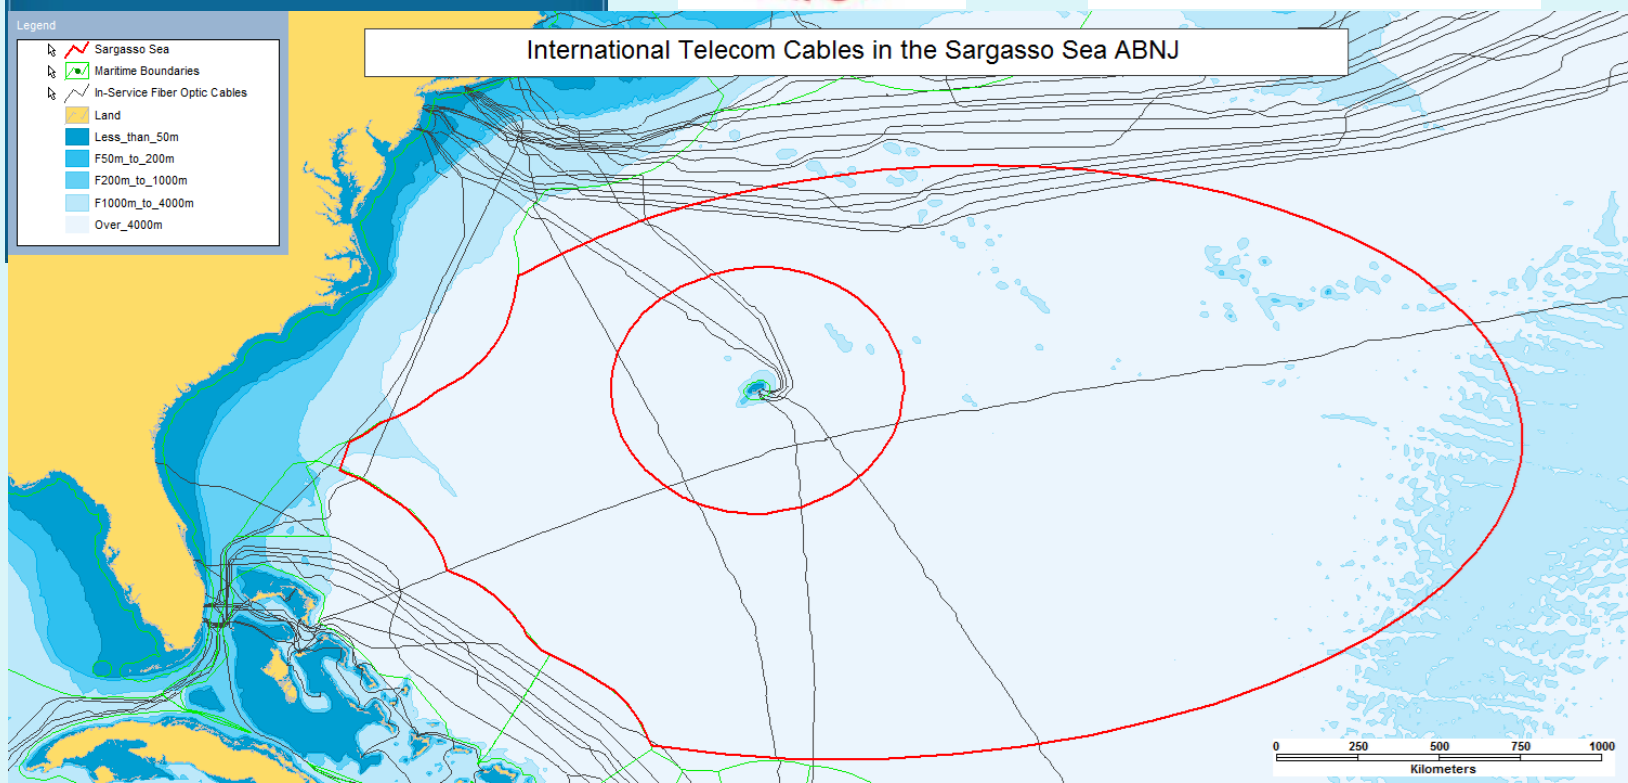 International Telecom Cables in the Sargasso Sea ABNJ
Legend
Sargasso Sea
Maritime Boundaries
In-Service Fiber Optic Cables
Land
Less_than_50m
F50m_to_200m
F200m_to_1000m
F1000m_to_4000m
Over_4000m
0 250 500 750 1000
Kilometers